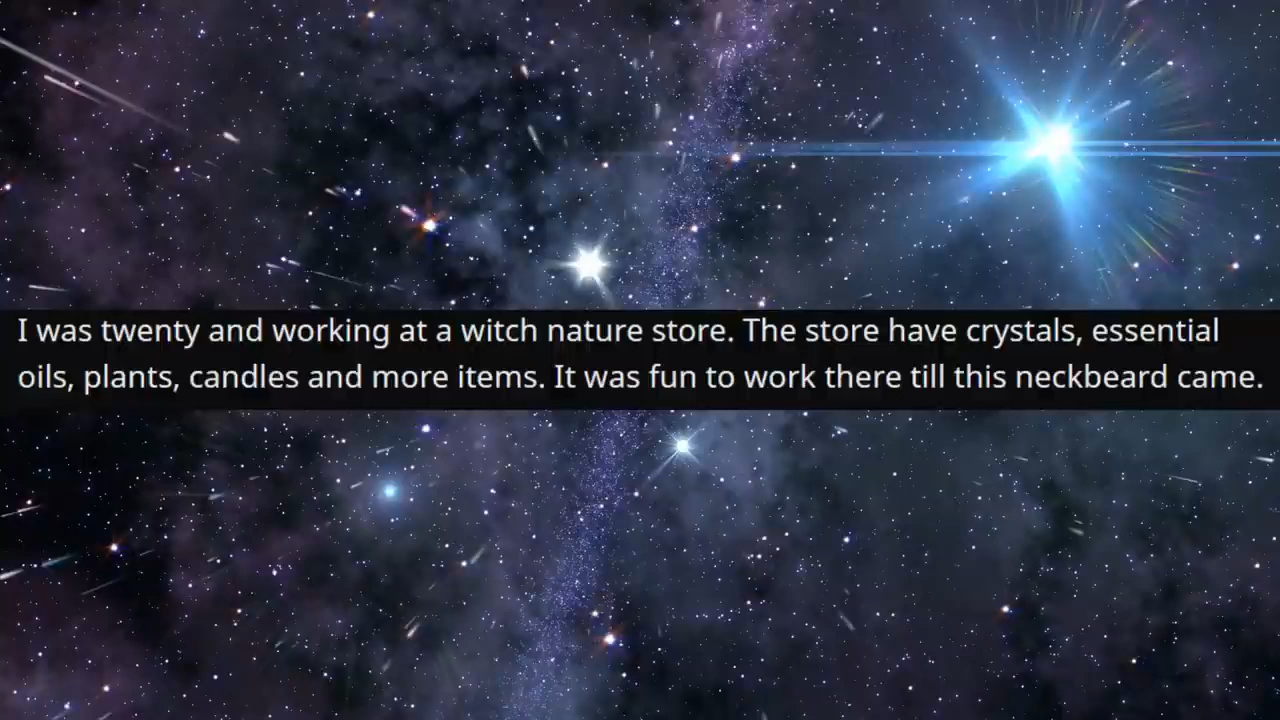 I was twenty and working at a witch nature store. The store have crystals, essential
oils, plants, candles and more items. It was fun to work there till this neckbeard came.